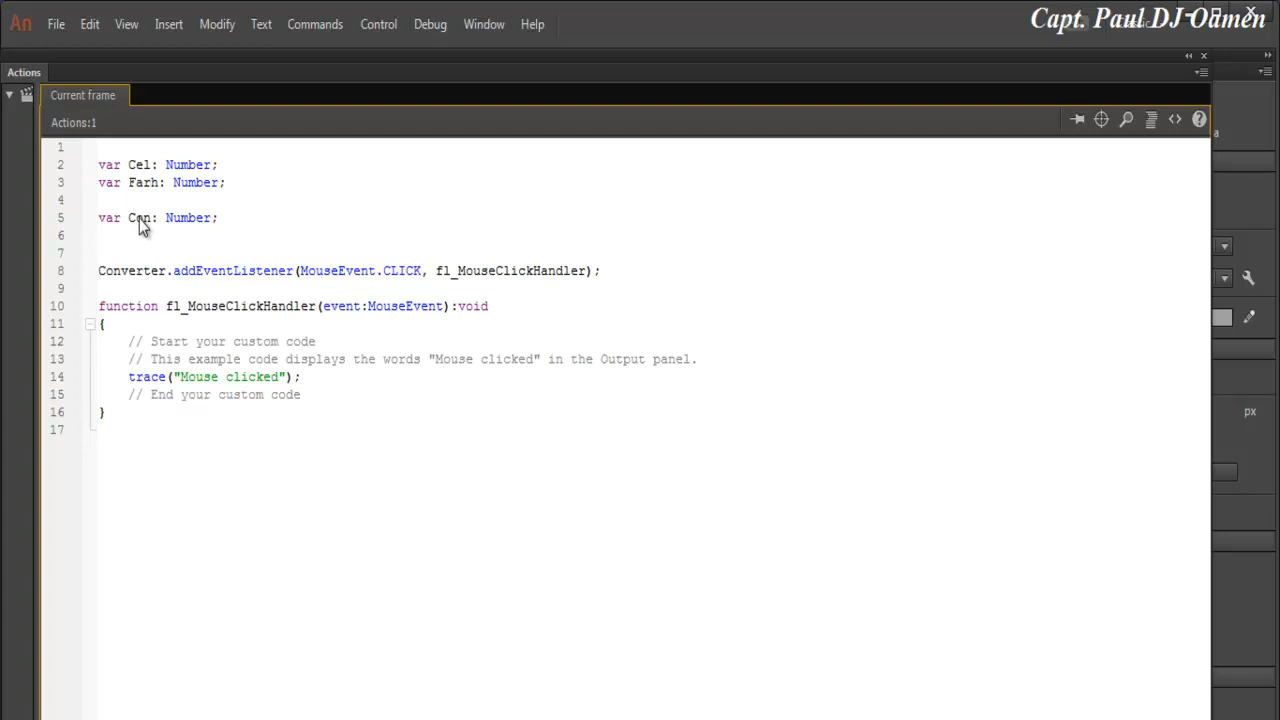 Capt. Paul DJ-Oamen
An File Edit View Insert Modify Text Commands Control Debug Window Help
Actions
Current frame
Actions:1
1
2 var Cel: Number;
3 var Farh: Number;
4
5 var Con: Number;
6
7
8 Converter.addEventListener(MouseEvent.CLICK, fl_MouseClickHandler);
9
10 function fl_MouseClickHandler(event:MouseEvent):void
11 {
12 // Start your custom code
13 // This example code displays the words "Mouse clicked" in the Output panel.
14 trace("Mouse clicked");
15 // End your custom code
16 }
17
a
px